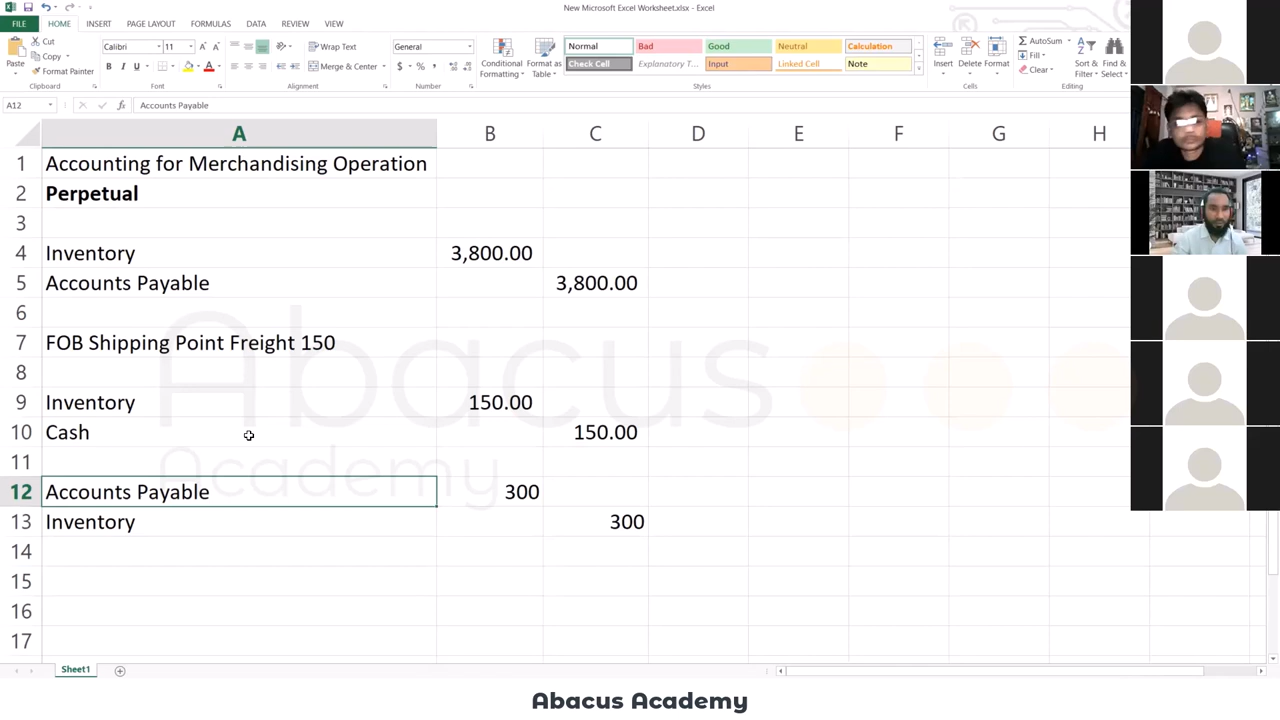 New Microsoft Excel Worksheet.xlsx - Excel
FILE HOME INSERT PAGE LAYOUT FORMULAS DATA REVIEW VIEW
Paste
Cut
Copy
Format Painter
Clipboard
Calibri 11
B I U
Font
Wrap Text
Merge & Center
Alignment
General
$ % ,
Number
Conditional Formatting
Format as Table
Normal Bad Good Neutral Calculation
Check Cell Explanatory T... Input Linked Cell Note
Styles
Insert Delete Format
Cells
AutoSum
Fill
Clear
Sort & Filter
Find & Select
Editing
A12 fx Accounts Payable
A B C D E F G H
1 Accounting for Merchandising Operation
2 Perpetual
3
4 Inventory 3,800.00
5 Accounts Payable 3,800.00
6
7 FOB Shipping Point Freight 150
8
9 Inventory 150.00
10 Cash 150.00
11
12 Accounts Payable 300
13 Inventory 300
14
15
16
17
Abacus
Academy
Sheet1
Abacus Academy